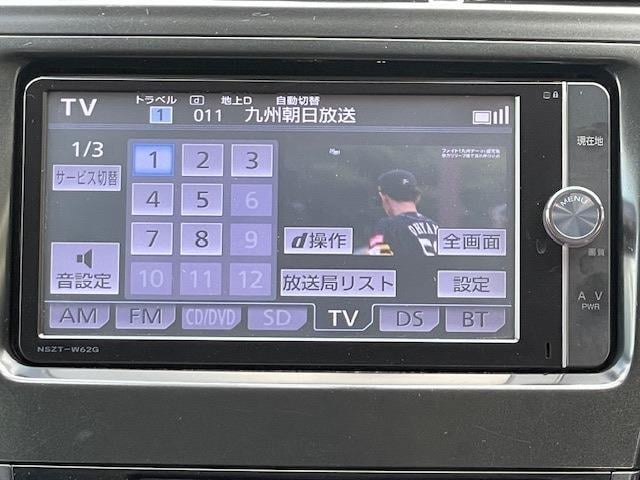 TV トラベル 1 d 地上D 011 自動切替 九州朝日放送
1/3
サービス切替
1 2 3
4 5 6
7 8 9
10 11 12
音設定
d操作
全画面
放送局リスト
設定
AM FM CD/DVD SD TV DS BT
NSZT-W62G
現在地
MENU
画質
A V
PWR